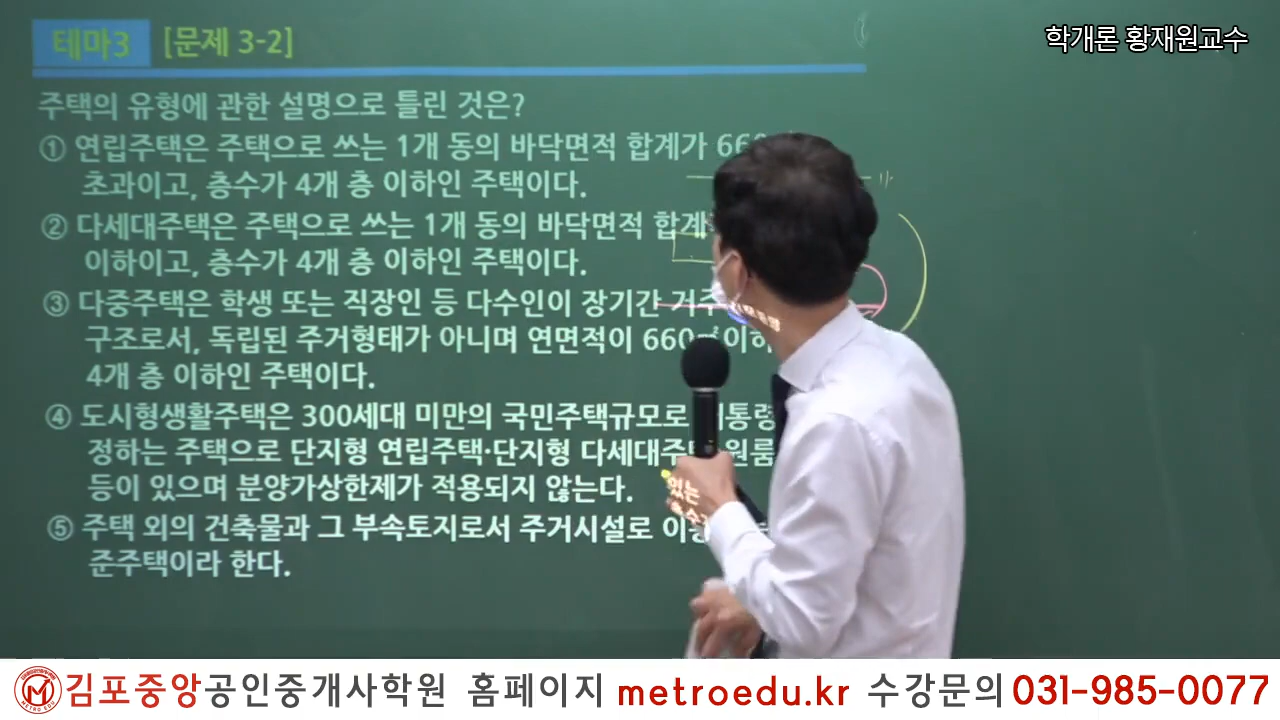 학개론 황재원교수
테마3 [문제 3-2]
주택의 유형에 관한 설명으로 틀린 것은?
① 연립주택은 주택으로 쓰는 1개 동의 바닥면적 합계가
초과이고, 층수가 4개 층 이하인 주택이다.
② 다세대주택은 주택으로 쓰는 1개 동의 바닥면적 합계
이하이고, 층수가 4개 층 이하인 주택이다.
③ 다중주택은 학생 또는 직장인 등 다수인이 장기간 거주
구조로서, 독립된 주거형태가 아니며 연면적이 660㎡이하
4개 층 이하인 주택이다.
④ 도시형생활주택은 300세대 미만의 국민주택규모로
정하는 주택으로 단지형 연립주택·단지형 다세대주택 원룸
등이 있으며 분양가상한제가 적용되지 않는다.
있는
⑤ 주택 외의 건축물과 그 부속토지로서 주거시설로
준주택이라 한다.
METRO EDU
김포중앙공인중개사학원 홈페이지 metroedu.kr 수강문의 031-985-0077